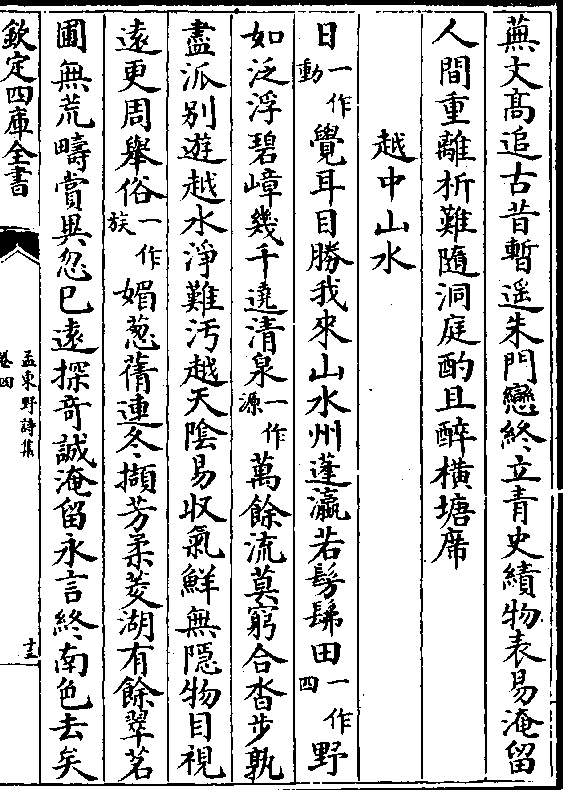 蕪文髙追古昔暫遥朱門戀終立青史績物表易淹留
人間重離析難隨洞庭酌且醉橫塘席
越中山水
日一作動覺耳目勝我來山水州蓬瀛若髣髴田一作四野
如泛浮碧嶂幾千遶清泉一作源萬餘流莫窮合沓步孰
盡派别遊越水淨難汚越天陰易收氣鮮無隱物目視
逺更周舉俗一作族媚葱蒨連冬擷芳柔菱湖有餘翠茗
圃無荒疇賞異忽已逺探竒誠淹留永言終南色去矣
欽定四庫全書
孟東野詩集
卷四
十三